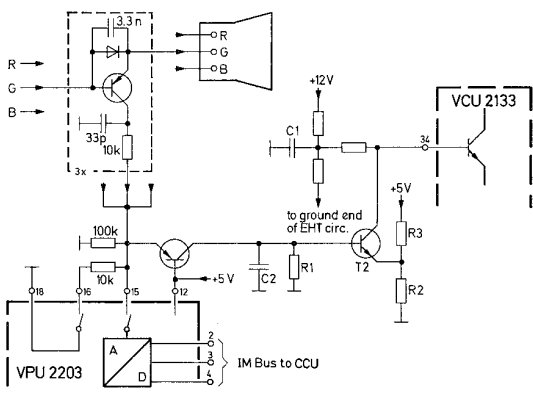 3.3 n
R
G
B
R
G
B
33p
10k
3x
+12V
C1
VCU 2133
34
to ground end
of EHT circ.
+5V
100k
10k
+5 V
C2
R1
T2
R3
R2
18
16
15
12
A
D
2
3
4
IM Bus to CCU
VPU 2203